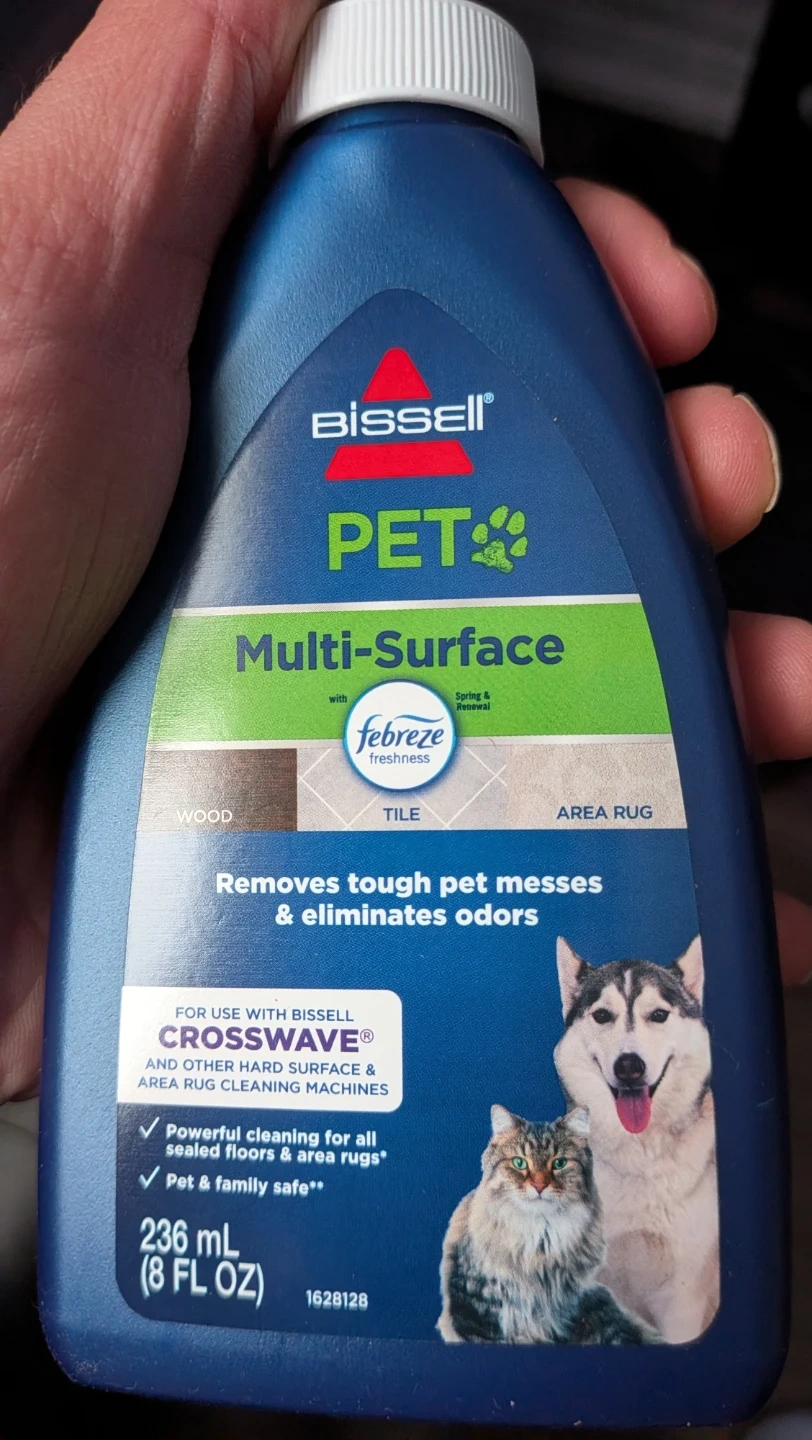 BISSELL®
PET
Multi-Surface
with
febreze
freshness
Spring &
Renewal
WOOD
TILE
AREA RUG
Removes tough pet messes
& eliminates odors
FOR USE WITH BISSELL
CROSSWAVE®
AND OTHER HARD SURFACE &
AREA RUG CLEANING MACHINES
Powerful cleaning for all
sealed floors & area rugs*
Pet & family safe**
236 mL
(8 FL OZ)
1628128